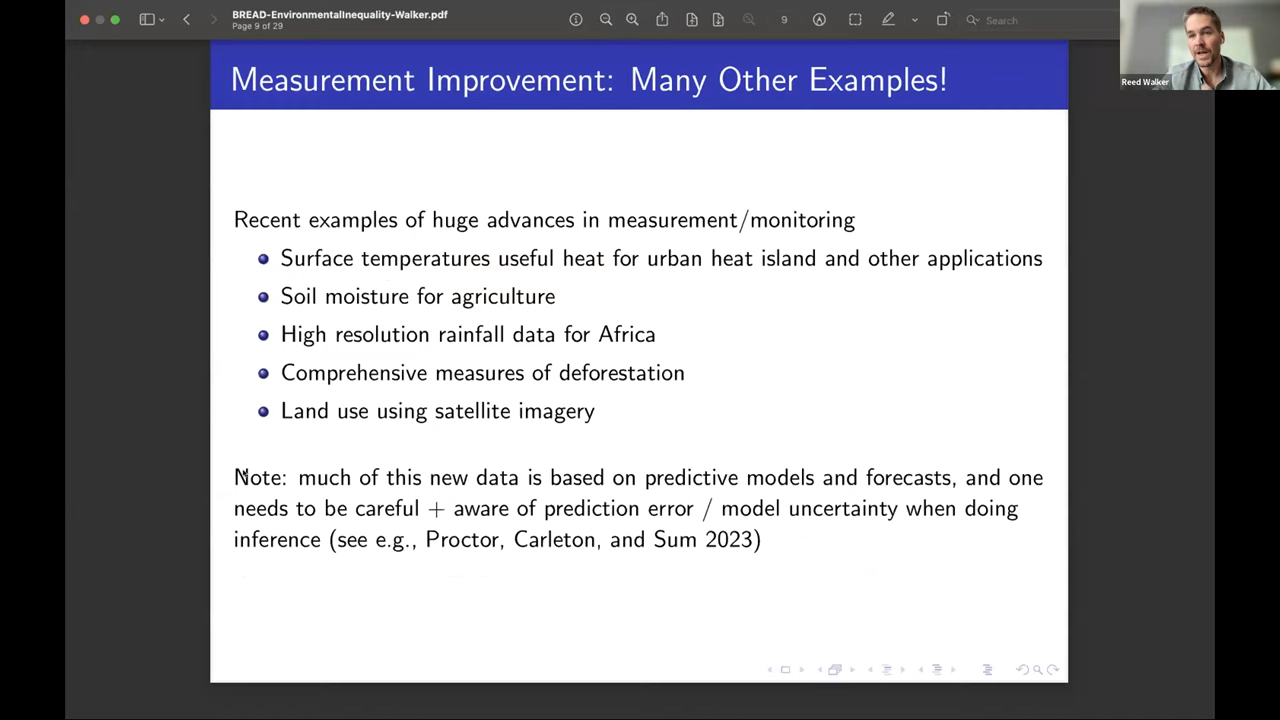 BREAD-EnvironmentalInequality-Walker.pdf
Page 9 of 29
9
Search
Reed Walker
Measurement Improvement: Many Other Examples!
Recent examples of huge advances in measurement/monitoring
Surface temperatures useful heat for urban heat island and other applications
Soil moisture for agriculture
High resolution rainfall data for Africa
Comprehensive measures of deforestation
Land use using satellite imagery
Note: much of this new data is based on predictive models and forecasts, and one
needs to be careful + aware of prediction error / model uncertainty when doing
inference (see e.g., Proctor, Carleton, and Sum 2023)